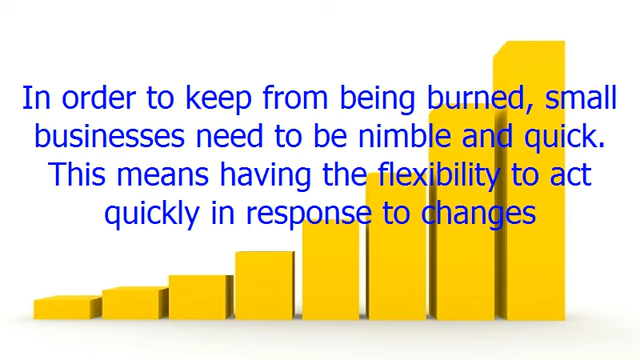 In order to keep from being burned, small
businesses need to be nimble and quick.
This means having the flexibility to act
quickly in response to changes